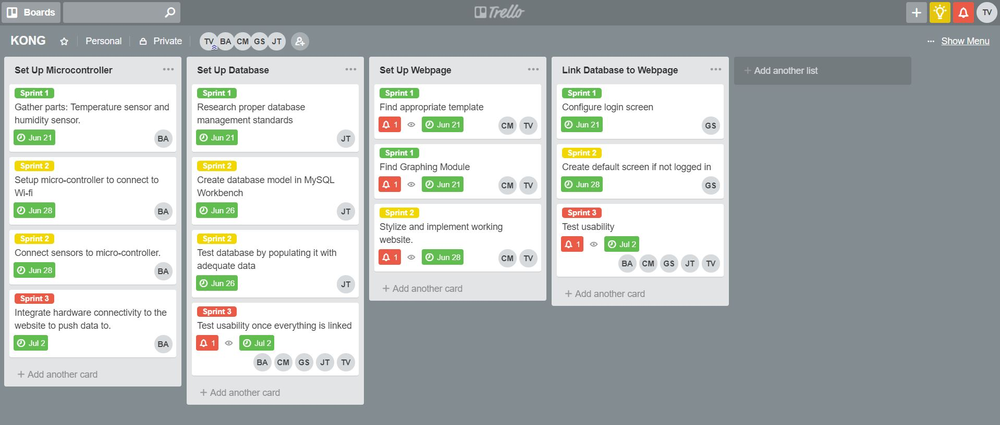 Boards
Trello
TV
KONG
Personal
Private
TV BA CM GS JT
... Show Menu
Set Up Microcontroller
Sprint 1
Gather parts: Temperature sensor and
humidity sensor.
Jun 21
BA
Sprint 2
Setup micro-controller to connect to
Wi-fi
Jun 28
BA
Sprint 2
Connect sensors to micro-controller.
Jun 28
BA
Sprint 3
Integrate hardware connectivity to the
website to push data to.
Jul 2
BA
+ Add another card
Set Up Database
Sprint 1
Research proper database
management standards
Jun 21
JT
Sprint 2
Create database model in MySQL
Workbench
Jun 26
JT
Sprint 2
Test database by populating it with
adequate data
Jun 26
JT
Sprint 3
Test usability once everything is linked
1 Jul 2
BA CM GS JT TV
+ Add another card
Set Up Webpage
Sprint 1
Find appropriate template
1 Jun 21
CM TV
Sprint 1
Find Graphing Module
1 Jun 21
CM TV
Sprint 2
Stylize and implement working
website.
1 Jun 28
CM TV
+ Add another card
Link Database to Webpage
Sprint 1
Configure login screen
Jun 21
GS
Sprint 2
Create default screen if not logged in
Jun 28
GS
Sprint 3
Test usability
1 Jul 2
BA CM GS JT TV
+ Add another card
+ Add another list